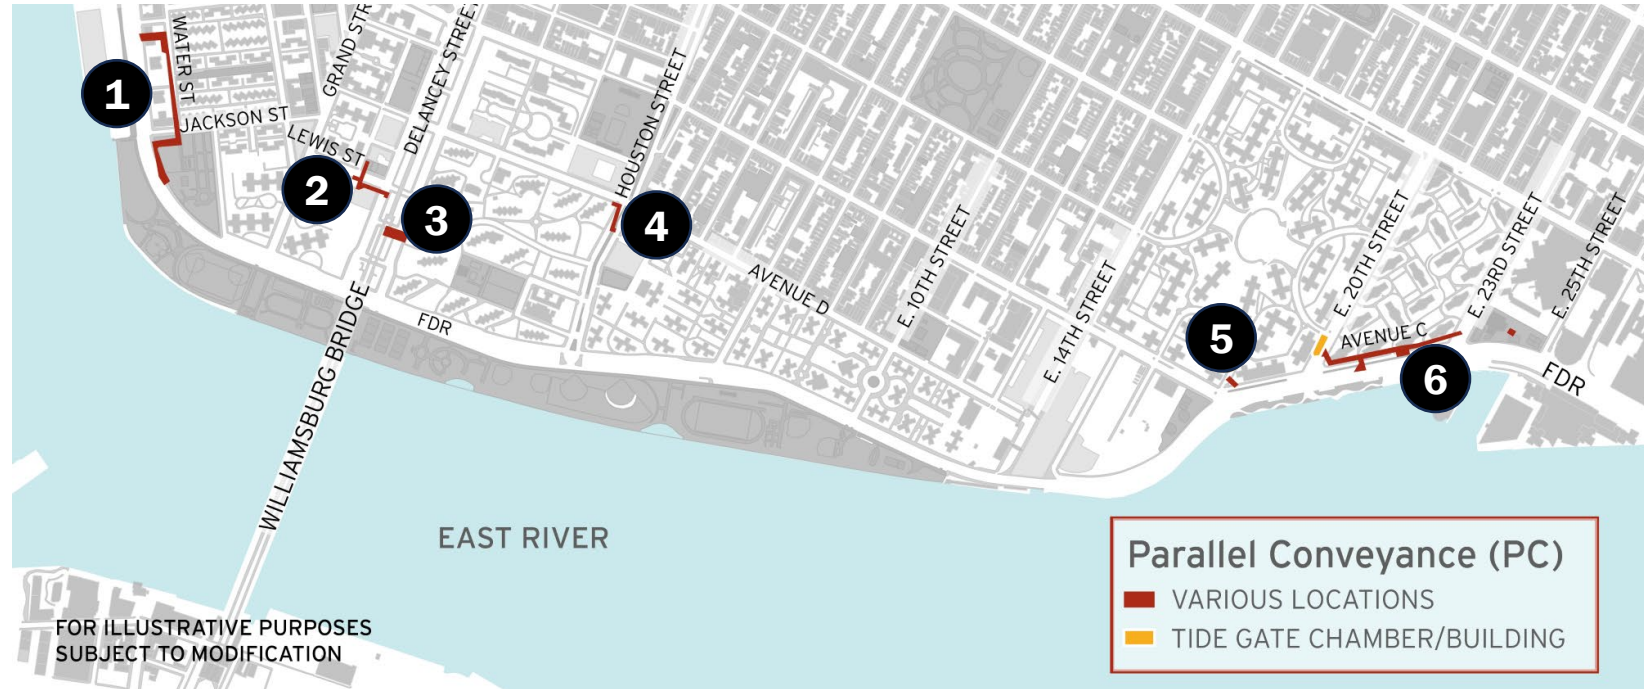 WATER ST
GRAND STR
DELANCEY STREET
1
JACKSON ST
LEWIS ST
HOUSTON STREET
2
3
4
AVENUE D
E. 10TH STREET
E. 14TH STREET
E. 20TH STREET
E. 23RD STREET
E. 25TH STREET
5
AVENUE C
6
FDR
FDR
WILLIAMSBURG BRIDGE
EAST RIVER
Parallel Conveyance (PC)
VARIOUS LOCATIONS
TIDE GATE CHAMBER/BUILDING
FOR ILLUSTRATIVE PURPOSES
SUBJECT TO MODIFICATION